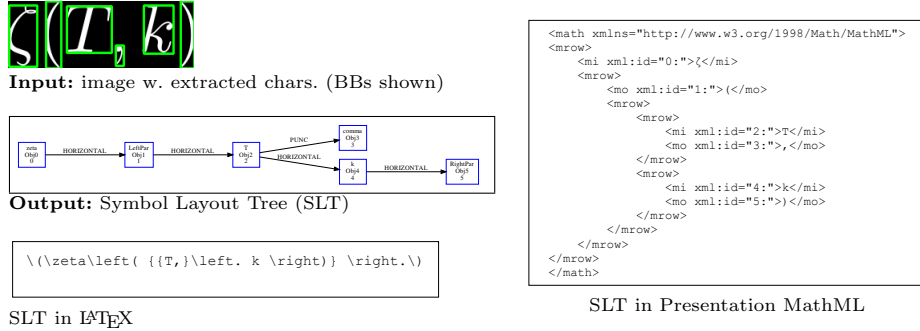 ζ(T, k)
Input: image w. extracted chars. (BBs shown)
zeta
Obj0
0
HORIZONTAL
LeftPar
Obj1
1
HORIZONTAL
T
Obj2
2
PUNC
HORIZONTAL
comma
Obj3
3
k
Obj4
4
HORIZONTAL
RightPar
Obj5
5
Output: Symbol Layout Tree (SLT)
\(\zeta\left( {{T,}\left. k \right)} \right.\)
SLT in LATEX
<math xmlns="http://www.w3.org/1998/Math/MathML">
<mrow>
<mi xml:id="0:">ζ</mi>
<mrow>
<mo xml:id="1:">(</mo>
<mrow>
<mrow>
<mi xml:id="2:">T</mi>
<mo xml:id="3:">,</mo>
</mrow>
<mrow>
<mi xml:id="4:">k</mi>
<mo xml:id="5:">)</mo>
</mrow>
</mrow>
</mrow>
</mrow>
</math>
SLT in Presentation MathML